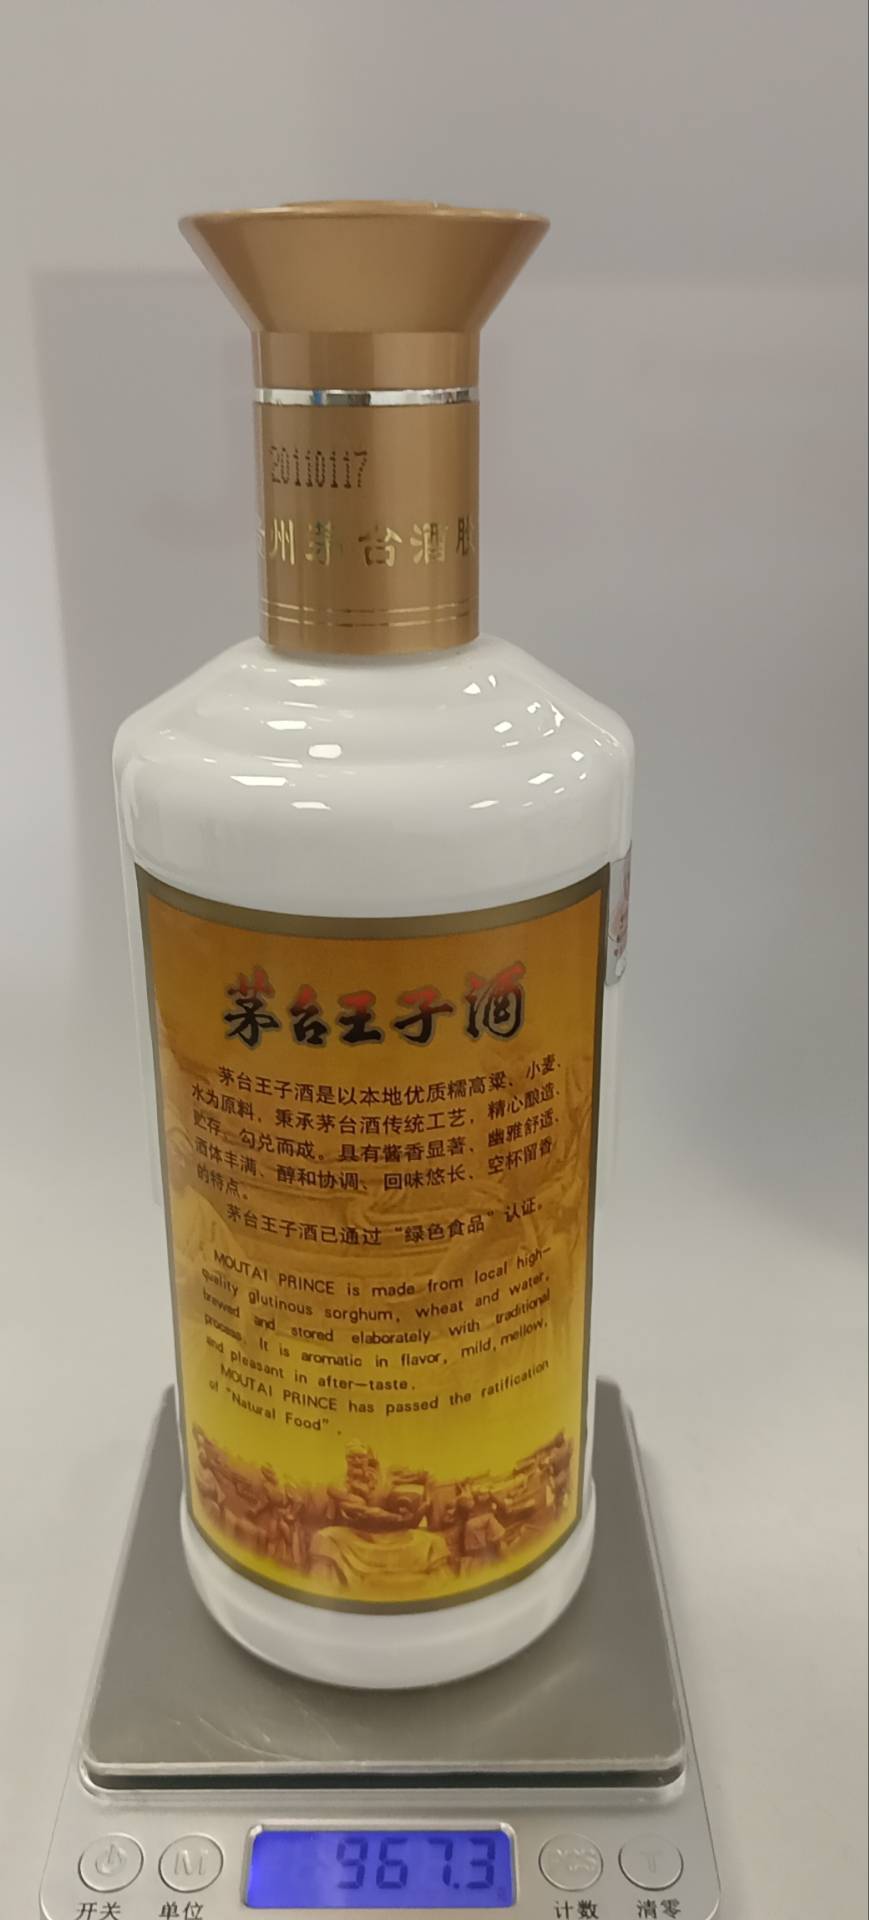 20110117
州茅台酒股
茅台王子酒
茅台王子酒是以本地优质糯高粱、小麦、
水为原料，秉承茅台酒传统工艺，精心酿造、
贮存、勾兑而成。具有酱香显著、幽雅舒适、
酒体丰满、醇和协调、回味悠长、空杯留香
的特点。
茅台王子酒已通过“绿色食品”认证。
MOUTAI PRINCE is made from local high-
quality glutinous sorghum, wheat and water,
brewed and stored elaborately with traditional
process. It is aromatic in flavor, mild, mellow,
and pleasant in after-taste.
MOUTAI PRINCE has passed the ratification
of "Natural Food".
967.3
M T
开关 单位 计数 清零